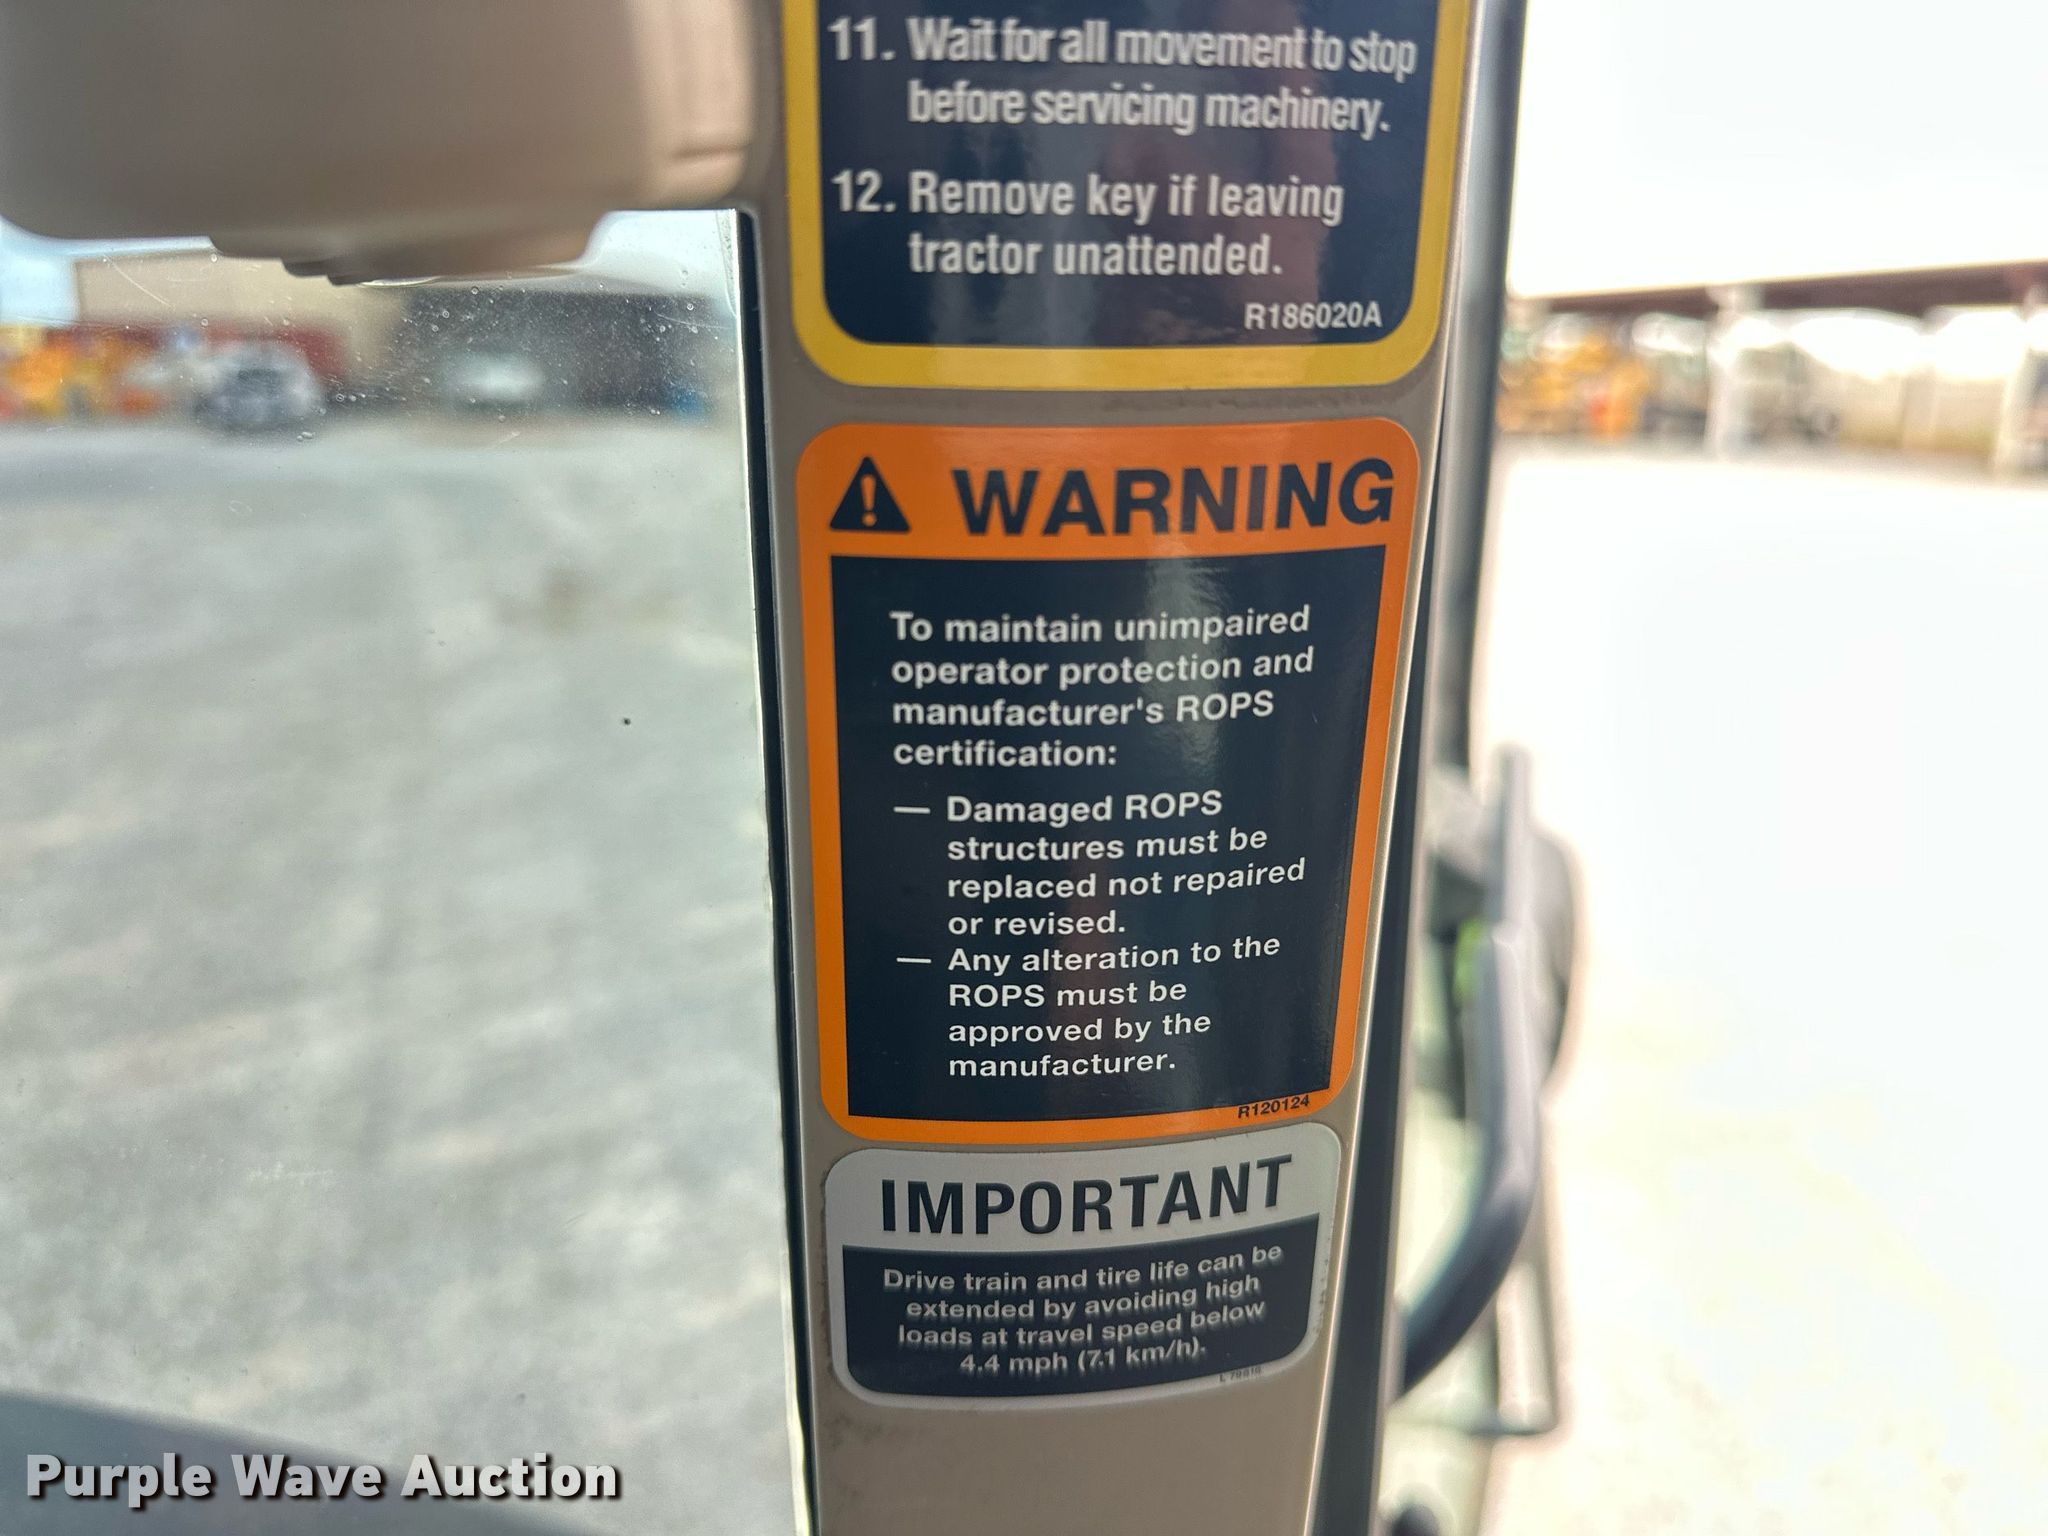 11. Wait for all movement to stop
before servicing machinery.
12. Remove key if leaving
tractor unattended.
R186020A
WARNING
To maintain unimpaired
operator protection and
manufacturer's ROPS
certification:
— Damaged ROPS
structures must be
replaced not repaired
or revised.
— Any alteration to the
ROPS must be
approved by the
manufacturer.
R120124
IMPORTANT
Drive train and tire life can be
extended by avoiding high
loads at travel speed below
4.4 mph (7.1 km/h).
Purple Wave Auction